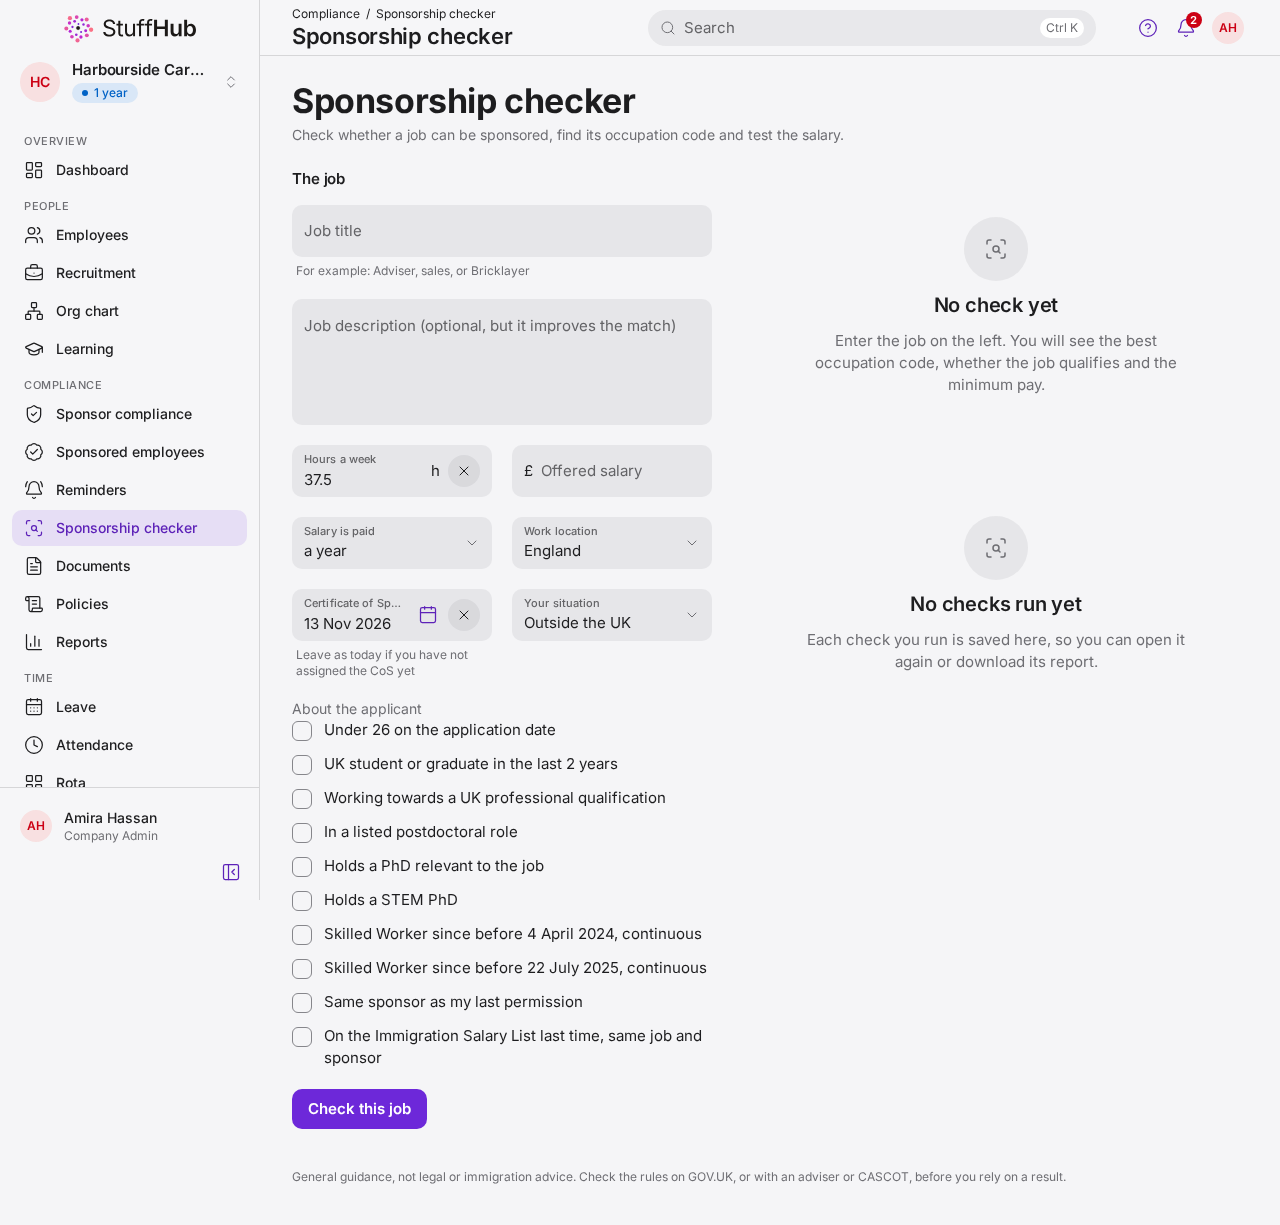 StuffHub
HC
Harbourside Car...
1 year
OVERVIEW
Dashboard
PEOPLE
Employees
Recruitment
Org chart
Learning
COMPLIANCE
Sponsor compliance
Sponsored employees
Reminders
Sponsorship checker
Documents
Policies
Reports
TIME
Leave
Attendance
Rota
AH
Amira Hassan
Company Admin
Compliance / Sponsorship checker
Sponsorship checker
Search
Ctrl K
2
AH
Sponsorship checker
Check whether a job can be sponsored, find its occupation code and test the salary.
The job
Job title
For example: Adviser, sales, or Bricklayer
Job description (optional, but it improves the match)
Hours a week
37.5
h
£ Offered salary
Salary is paid
a year
Work location
England
Certificate of Sp...
13 Nov 2026
Your situation
Outside the UK
Leave as today if you have not
assigned the CoS yet
About the applicant
Under 26 on the application date
UK student or graduate in the last 2 years
Working towards a UK professional qualification
In a listed postdoctoral role
Holds a PhD relevant to the job
Holds a STEM PhD
Skilled Worker since before 4 April 2024, continuous
Skilled Worker since before 22 July 2025, continuous
Same sponsor as my last permission
On the Immigration Salary List last time, same job and
sponsor
Check this job
No check yet
Enter the job on the left. You will see the best
occupation code, whether the job qualifies and the
minimum pay.
No checks run yet
Each check you run is saved here, so you can open it
again or download its report.
General guidance, not legal or immigration advice. Check the rules on GOV.UK, or with an adviser or CASCOT, before you rely on a result.